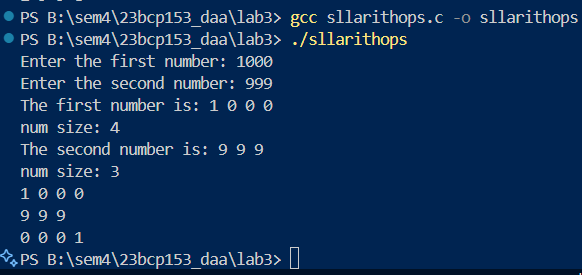 PS B:\sem4\23bcp153_daa\lab3> gcc sllarithops.c -o sllarithops
PS B:\sem4\23bcp153_daa\lab3> ./sllarithops
Enter the first number: 1000
Enter the second number: 999
The first number is: 1 0 0 0
num size: 4
The second number is: 9 9 9
num size: 3
1 0 0 0
9 9 9
0 0 0 1
PS B:\sem4\23bcp153_daa\lab3>